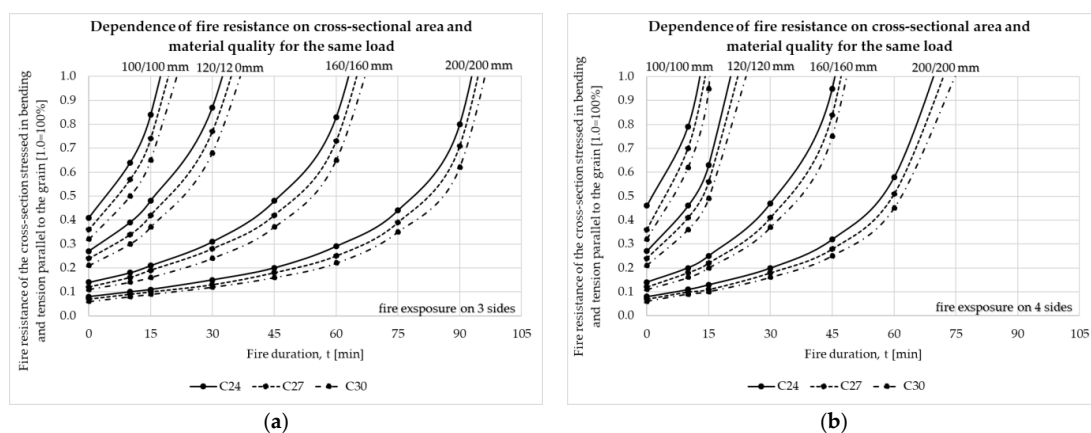 Dependence of fire resistance on cross-sectional area and
material quality for the same load
100/100 mm 120/120 mm 160/160 mm 200/200 mm
Fire resistance of the cross-section stressed in bending
and tension parallel to the grain [1.0=100%]
1.0
0.9
0.8
0.7
0.6
0.5
0.4
0.3
0.2
0.1
0.0
fire exsposure on 3 sides
0 15 30 45 60 75 90 105
Fire duration, t [min]
C24 C27 C30
(a)
Dependence of fire resistance on cross-sectional area and
material quality for the same load
100/100 mm 120/120 mm 160/160 mm 200/200 mm
Fire resistance of the cross-section stressed in bending
and tension parallel to the grain [1.0=100%]
1.0
0.9
0.8
0.7
0.6
0.5
0.4
0.3
0.2
0.1
0.0
fire exsposure on 4 sides
0 15 30 45 60 75 90 105
Fire duration, t [min]
C24 C27 C30
(b)